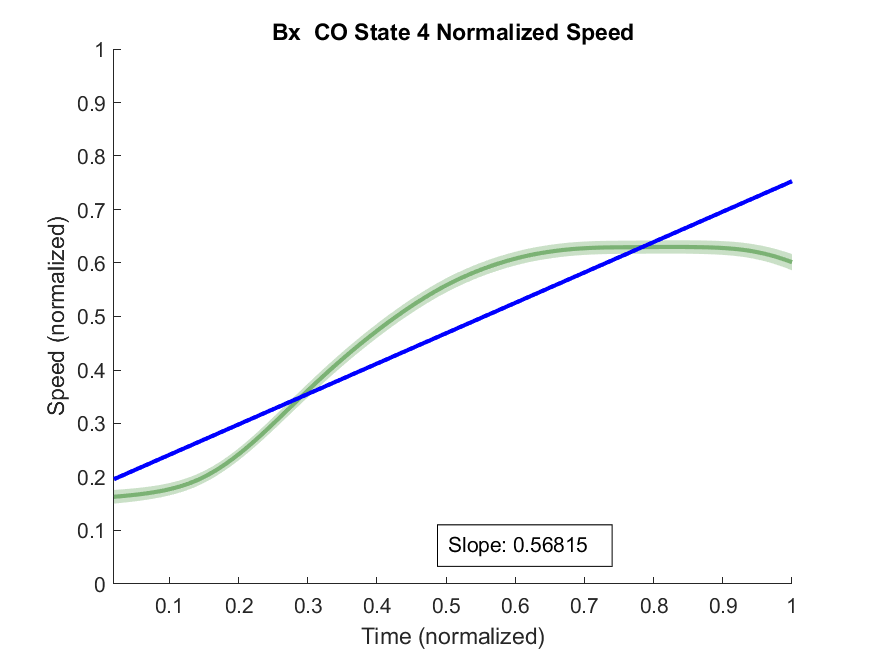 Bx  CO State 4 Normalized Speed
1
0.9
0.8
0.7
0.6
0.5
0.4
0.3
0.2
0.1
0
Speed (normalized)
Slope: 0.56815
0.1 0.2 0.3 0.4 0.5 0.6 0.7 0.8 0.9 1
Time (normalized)